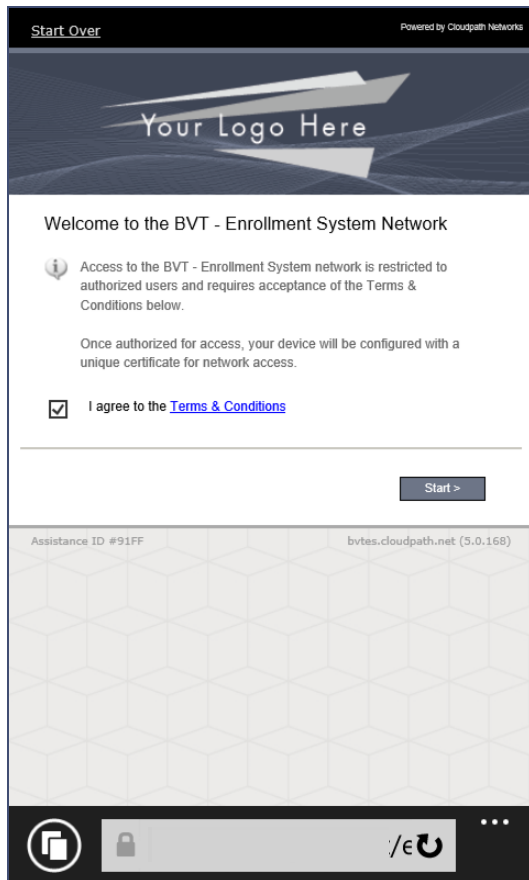 Start Over
Powered by Cloudpath Networks
Your Logo Here
Welcome to the BVT - Enrollment System Network
Access to the BVT - Enrollment System network is restricted to
authorized users and requires acceptance of the Terms &
Conditions below.
Once authorized for access, your device will be configured with a
unique certificate for network access.
I agree to the Terms & Conditions
Start >
Assistance ID #91FF
bvtes.cloudpath.net (5.0.168)